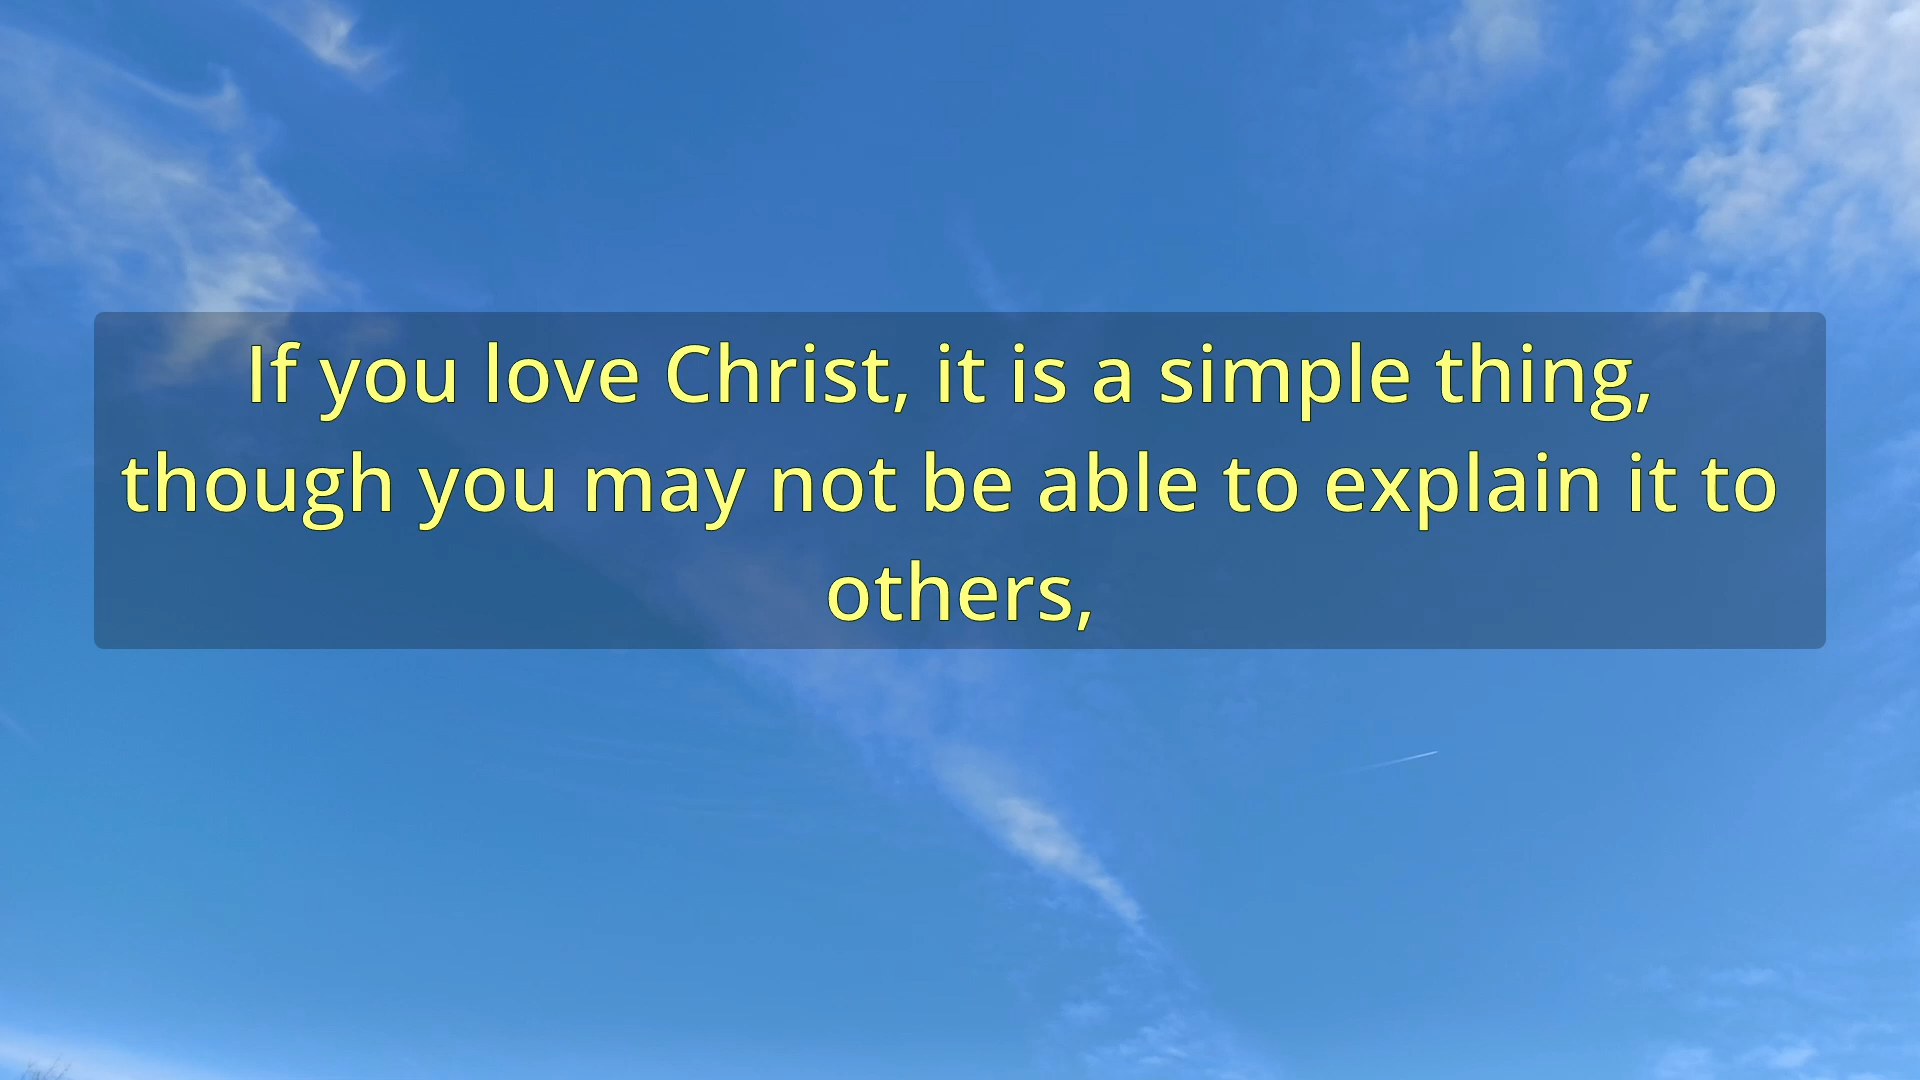 If you love Christ, it is a simple thing,
though you may not be able to explain it to
others,